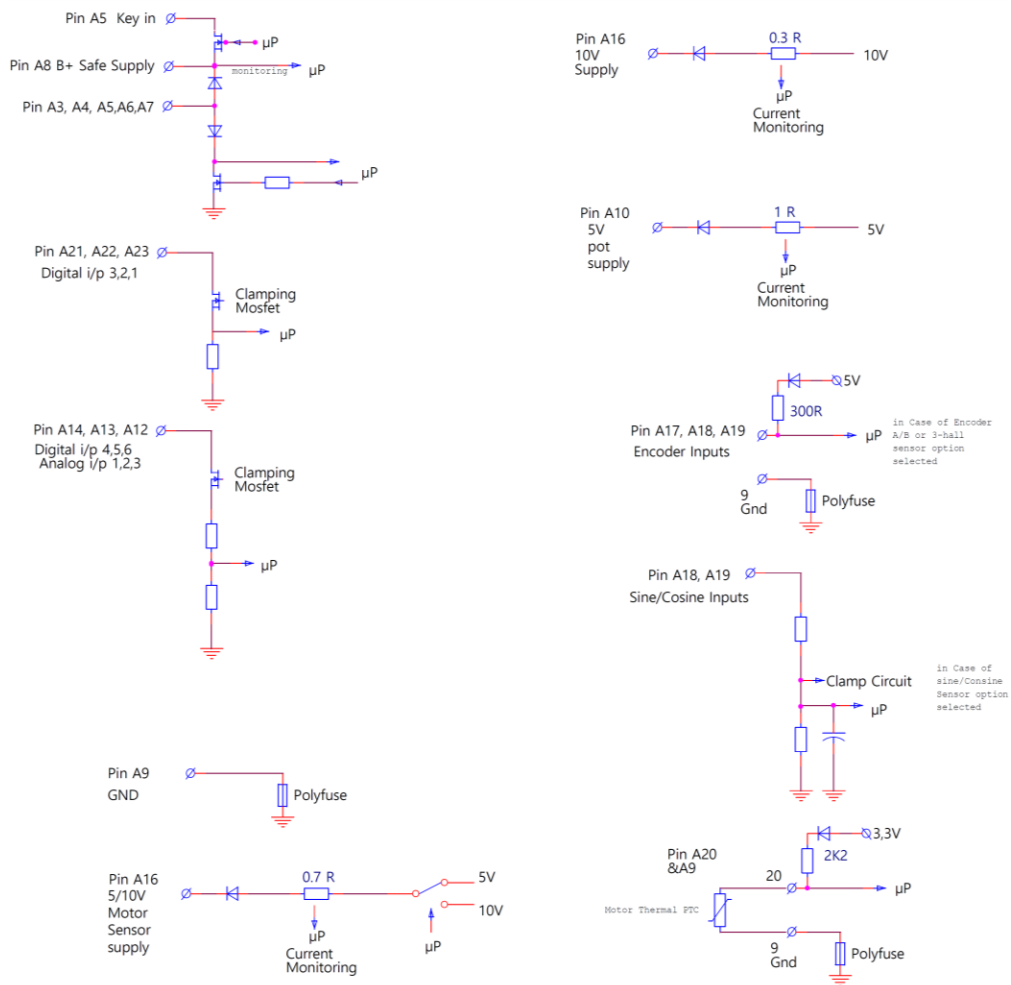 Pin A5 Key in
µP
Pin A8 B+ Safe Supply
monitoring
µP
Pin A3, A4, A5,A6,A7
µP
Pin A21, A22, A23
Digital i/p 3,2,1
Clamping
Mosfet
µP
Pin A14, A13, A12
Digital i/p 4,5,6
Analog i/p 1,2,3
Clamping
Mosfet
µP
Pin A9
GND
Polyfuse
Pin A16
5/10V
Motor
Sensor
supply
0.7 R
µP
Current
Monitoring
5V
10V
µP
Pin A16
10V
Supply
0.3 R
10V
µP
Current
Monitoring
Pin A10
5V
pot
supply
1 R
5V
µP
Current
Monitoring
5V
300R
Pin A17, A18, A19
Encoder Inputs
µP
in Case of Encoder
A/B or 3-hall
sensor option
selected
9
Gnd
Polyfuse
Pin A18, A19
Sine/Cosine Inputs
Clamp Circuit
µP
in Case of
sine/Consine
Sensor option
selected
Pin A20
&A9
3,3V
2K2
20
µP
Motor Thermal PTC
9
Gnd
Polyfuse